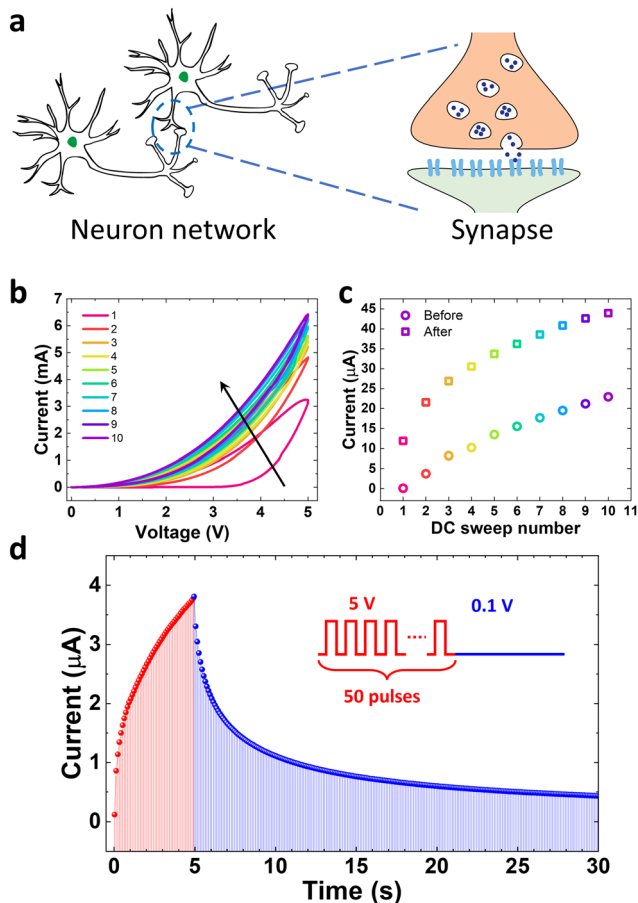 a
Neuron network
Synapse
b
7
6
5
4
3
2
1
0
Current (mA)
1
2
3
4
5
6
7
8
9
10
0
1
2
3
4
5
Voltage (V)
c
45
40
35
30
25
20
15
10
5
0
Current (μA)
Before
After
0 1 2 3 4 5 6 7 8 9 10 11
DC sweep number
d
4
3
2
1
0
Current (μA)
5 V
0.1 V
50 pulses
0
5
10
15
20
25
30
Time (s)